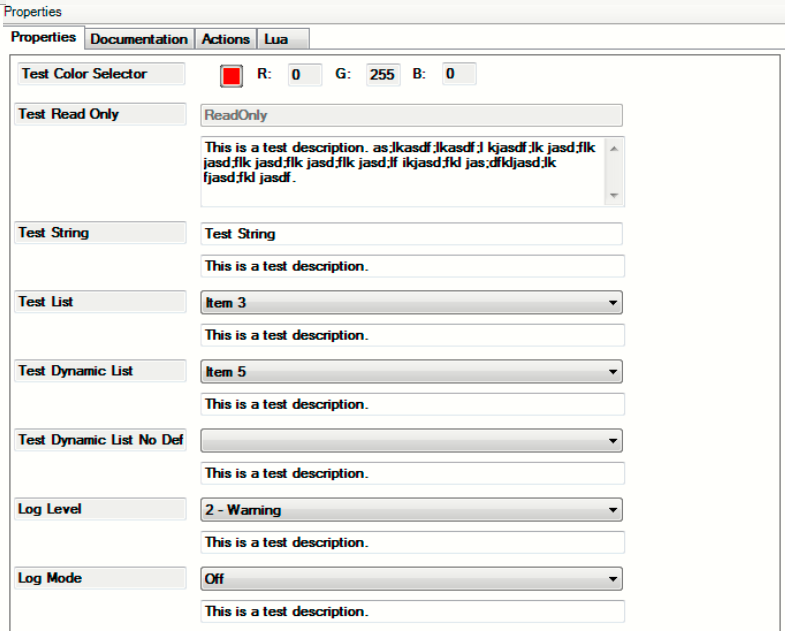 Properties
Properties Documentation Actions Lua
Test Color Selector R: 0 G: 255 B: 0
Test Read Only ReadOnly
This is a test description. as;lkasdf;lkasdf;l kjasdf;lk jasd;flk
jasd;flk jasd;flk jasd;flk jasd;lf ikjasd;fkl jas;dfkljasd;lk
fjasd;fkl jasdf.
Test String Test String
This is a test description.
Test List Item 3
This is a test description.
Test Dynamic List Item 5
This is a test description.
Test Dynamic List No Def
This is a test description.
Log Level 2 - Warning
This is a test description.
Log Mode Off
This is a test description.